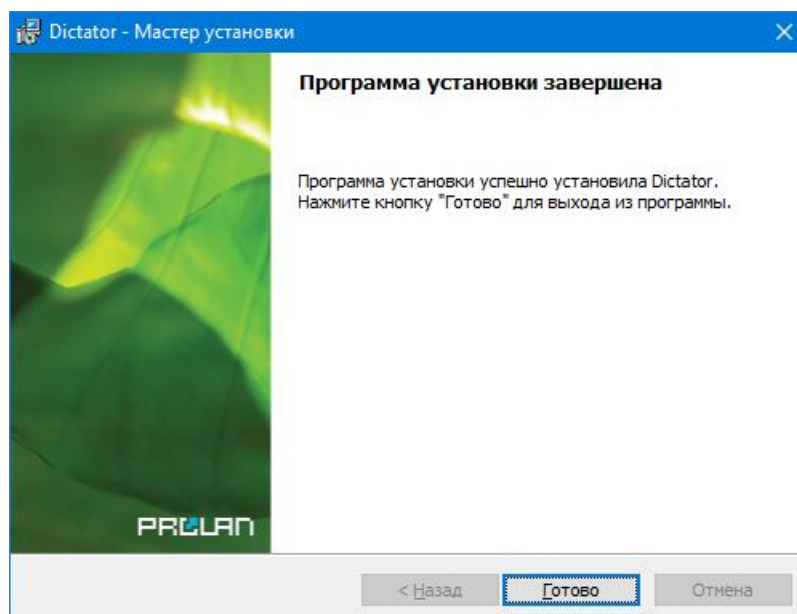 Dictator - Мастер установки
Программа установки завершена
Программа установки успешно установила Dictator.
Нажмите кнопку "Готово" для выхода из программы.
PROLAN
< Назад
Готово
Отмена